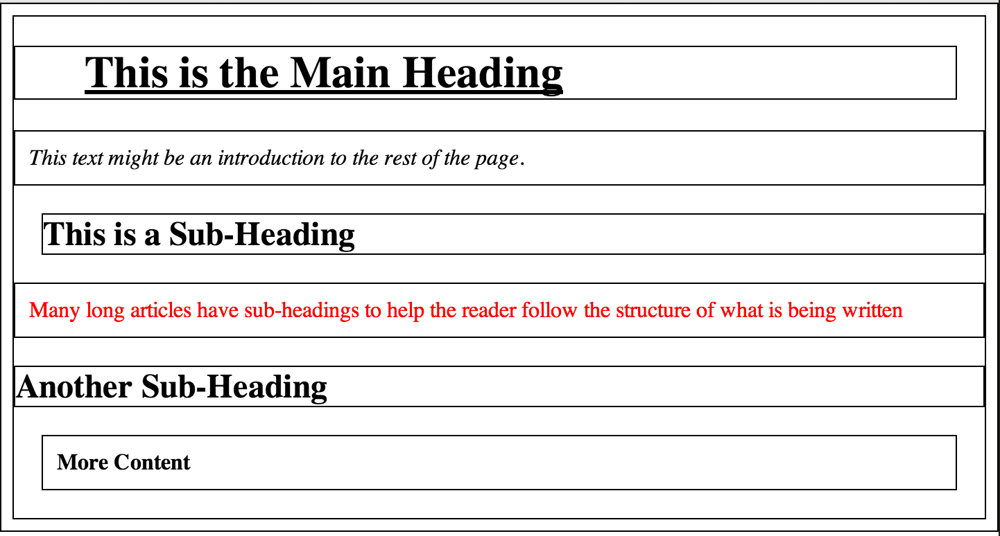 This is the Main Heading
This text might be an introduction to the rest of the page.
This is a Sub-Heading
Many long articles have sub-headings to help the reader follow the structure of what is being written
Another Sub-Heading
More Content